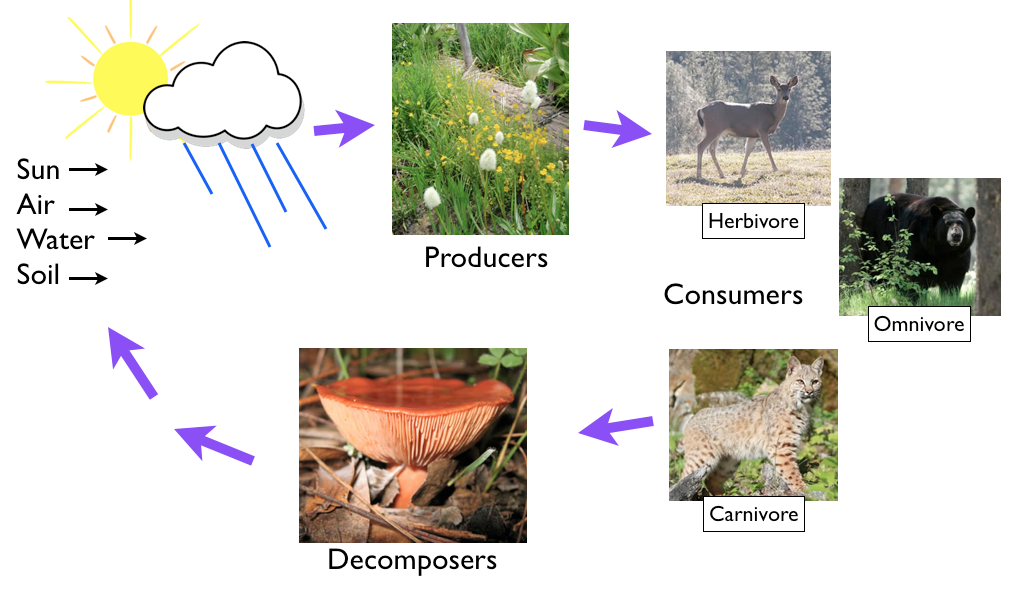 Sun
Air
Water
Soil
Producers
Herbivore
Consumers
Omnivore
Carnivore
Decomposers